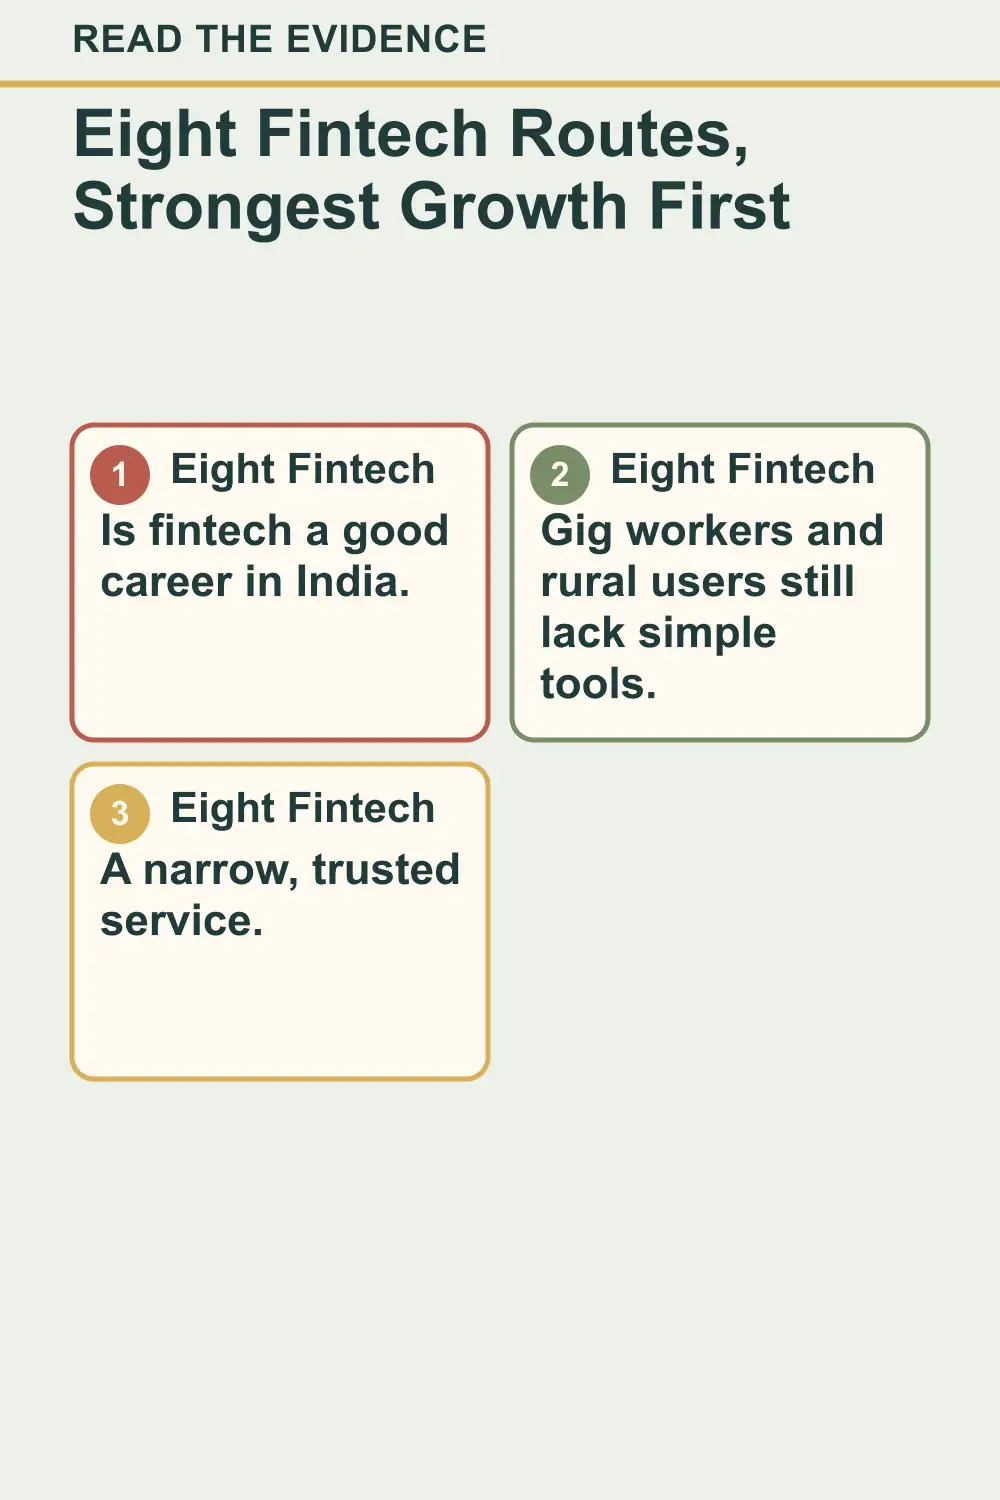 READ THE EVIDENCE
Eight Fintech Routes,
Strongest Growth First
1 Eight Fintech
Is fintech a good
career in India.
2 Eight Fintech
Gig workers and
rural users still
lack simple
tools.
3 Eight Fintech
A narrow, trusted
service.